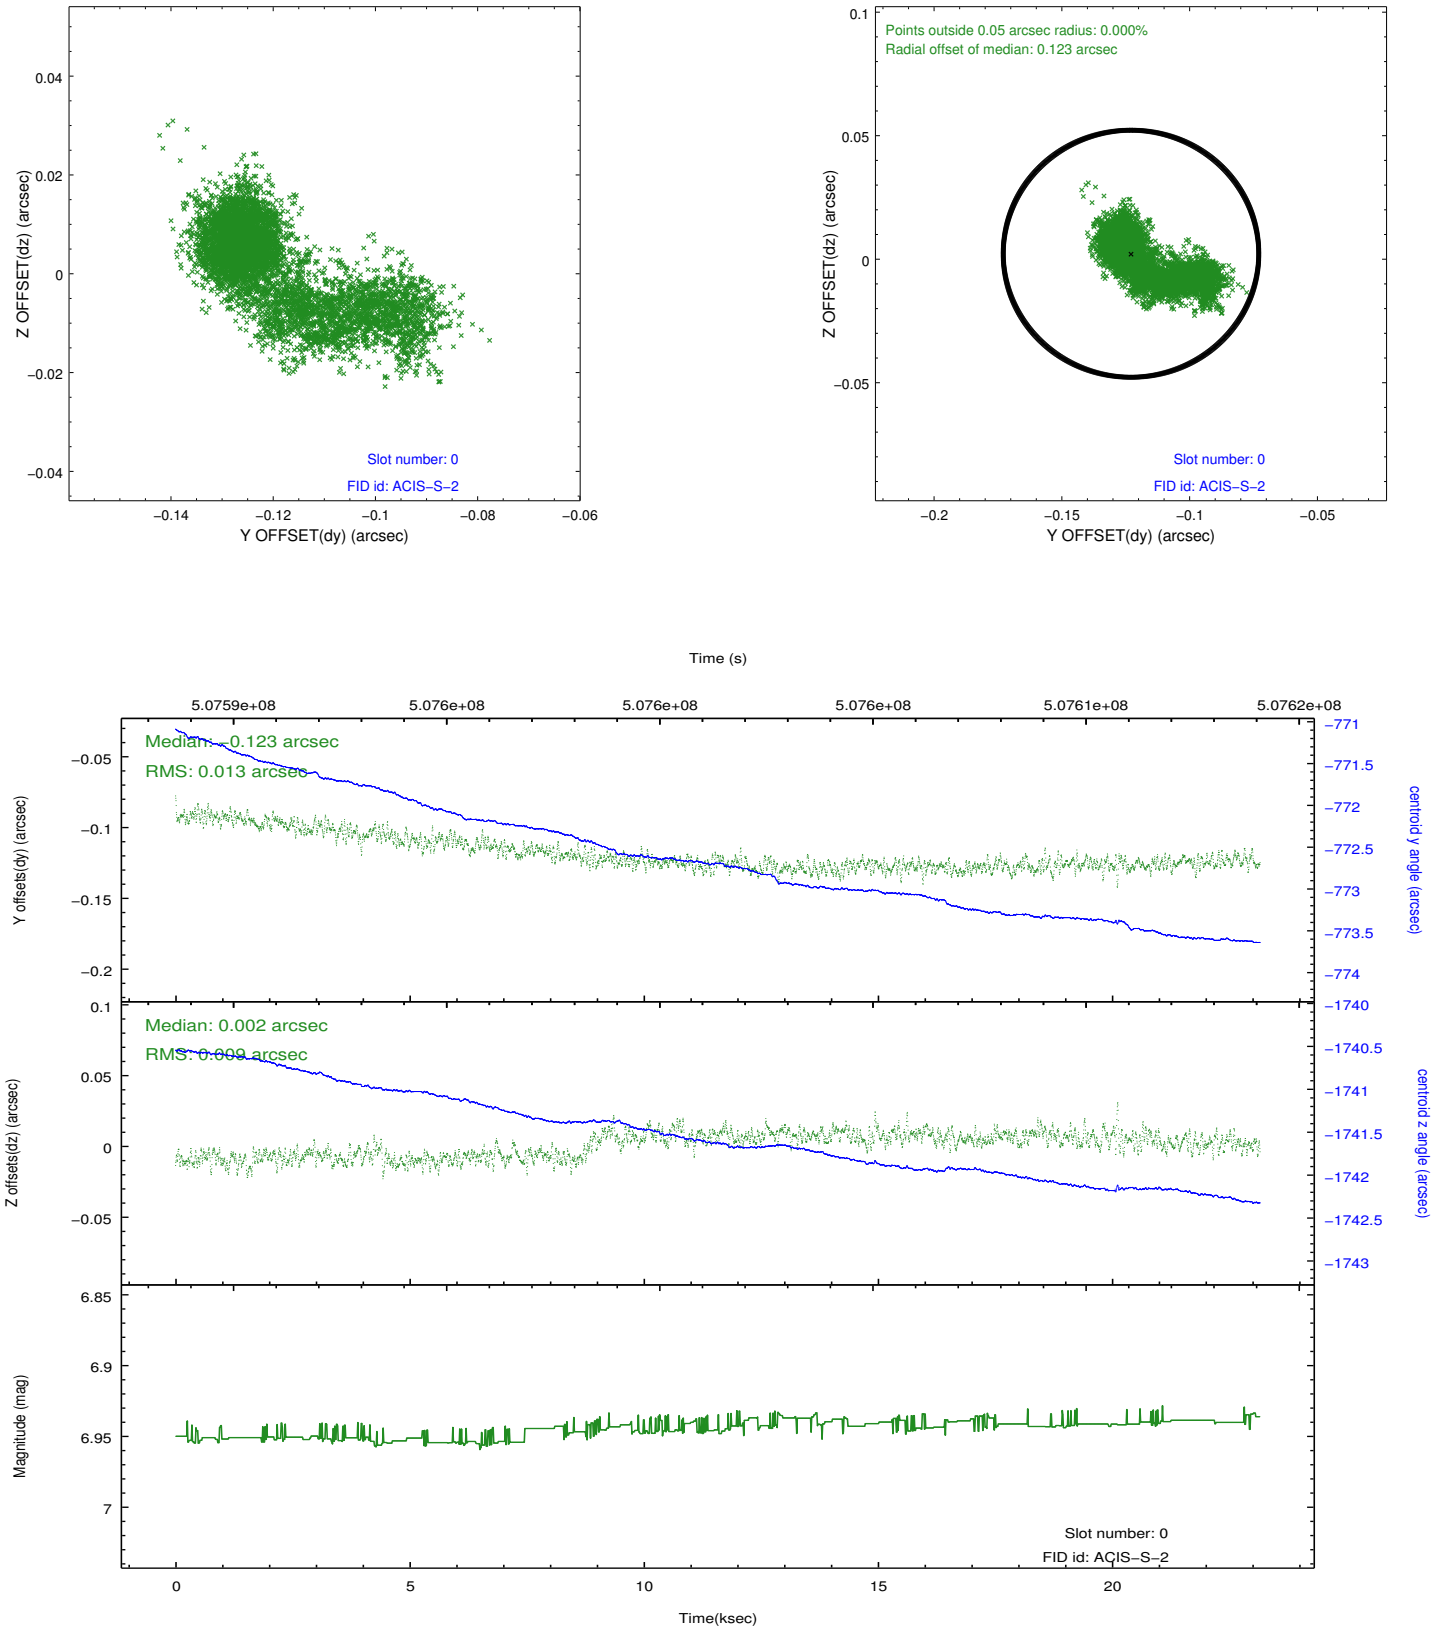 0.04
0.02
0
−0.02
−0.04
Z OFFSET(dz) (arcsec)
Slot number: 0
FID id: ACIS−S−2
−0.14 −0.12 −0.1 −0.08 −0.06
Y OFFSET(dy) (arcsec)
Points outside 0.05 arcsec radius: 0.000%
Radial offset of median: 0.123 arcsec
0.1
0.05
0
−0.05
Z OFFSET(dz) (arcsec)
Slot number: 0
FID id: ACIS−S−2
−0.2 −0.15 −0.1 −0.05
Y OFFSET(dy) (arcsec)
Time (s)
5.0759e+08 5.076e+08 5.076e+08 5.076e+08 5.0761e+08 5.0762e+08
Median: −0.123 arcsec
RMS: 0.013 arcsec
−0.05
−0.1
−0.15
−0.2
Y offsets(dy) (arcsec)
−771
−771.5
−772
−772.5
−773
−773.5
−774
centroid y angle (arcsec)
Median: 0.002 arcsec
RMS: 0.009 arcsec
0.1
0.05
0
−0.05
Z offsets(dz) (arcsec)
−1740
−1740.5
−1741
−1741.5
−1742
−1742.5
−1743
centroid z angle (arcsec)
6.85
6.9
6.95
7
Magnitude (mag)
Slot number: 0
FID id: ACIS−S−2
0 5 10 15 20
Time(ksec)